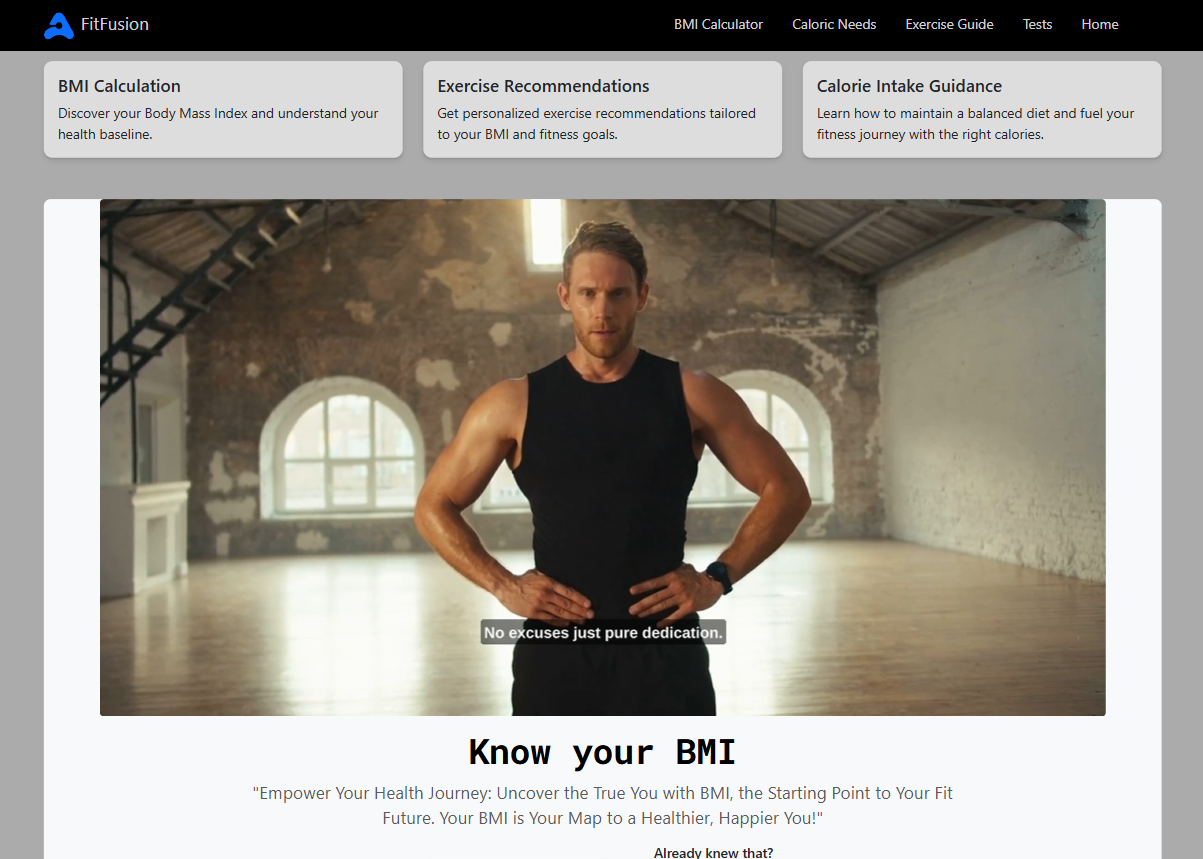 FitFusion
BMI Calculator
Caloric Needs
Exercise Guide
Tests
Home
BMI Calculation
Discover your Body Mass Index and understand your
health baseline.
Exercise Recommendations
Get personalized exercise recommendations tailored
to your BMI and fitness goals.
Calorie Intake Guidance
Learn how to maintain a balanced diet and fuel your
fitness journey with the right calories.
No excuses just pure dedication.
Know your BMI
"Empower Your Health Journey: Uncover the True You with BMI, the Starting Point to Your Fit
Future. Your BMI is Your Map to a Healthier, Happier You!"
Already knew that?